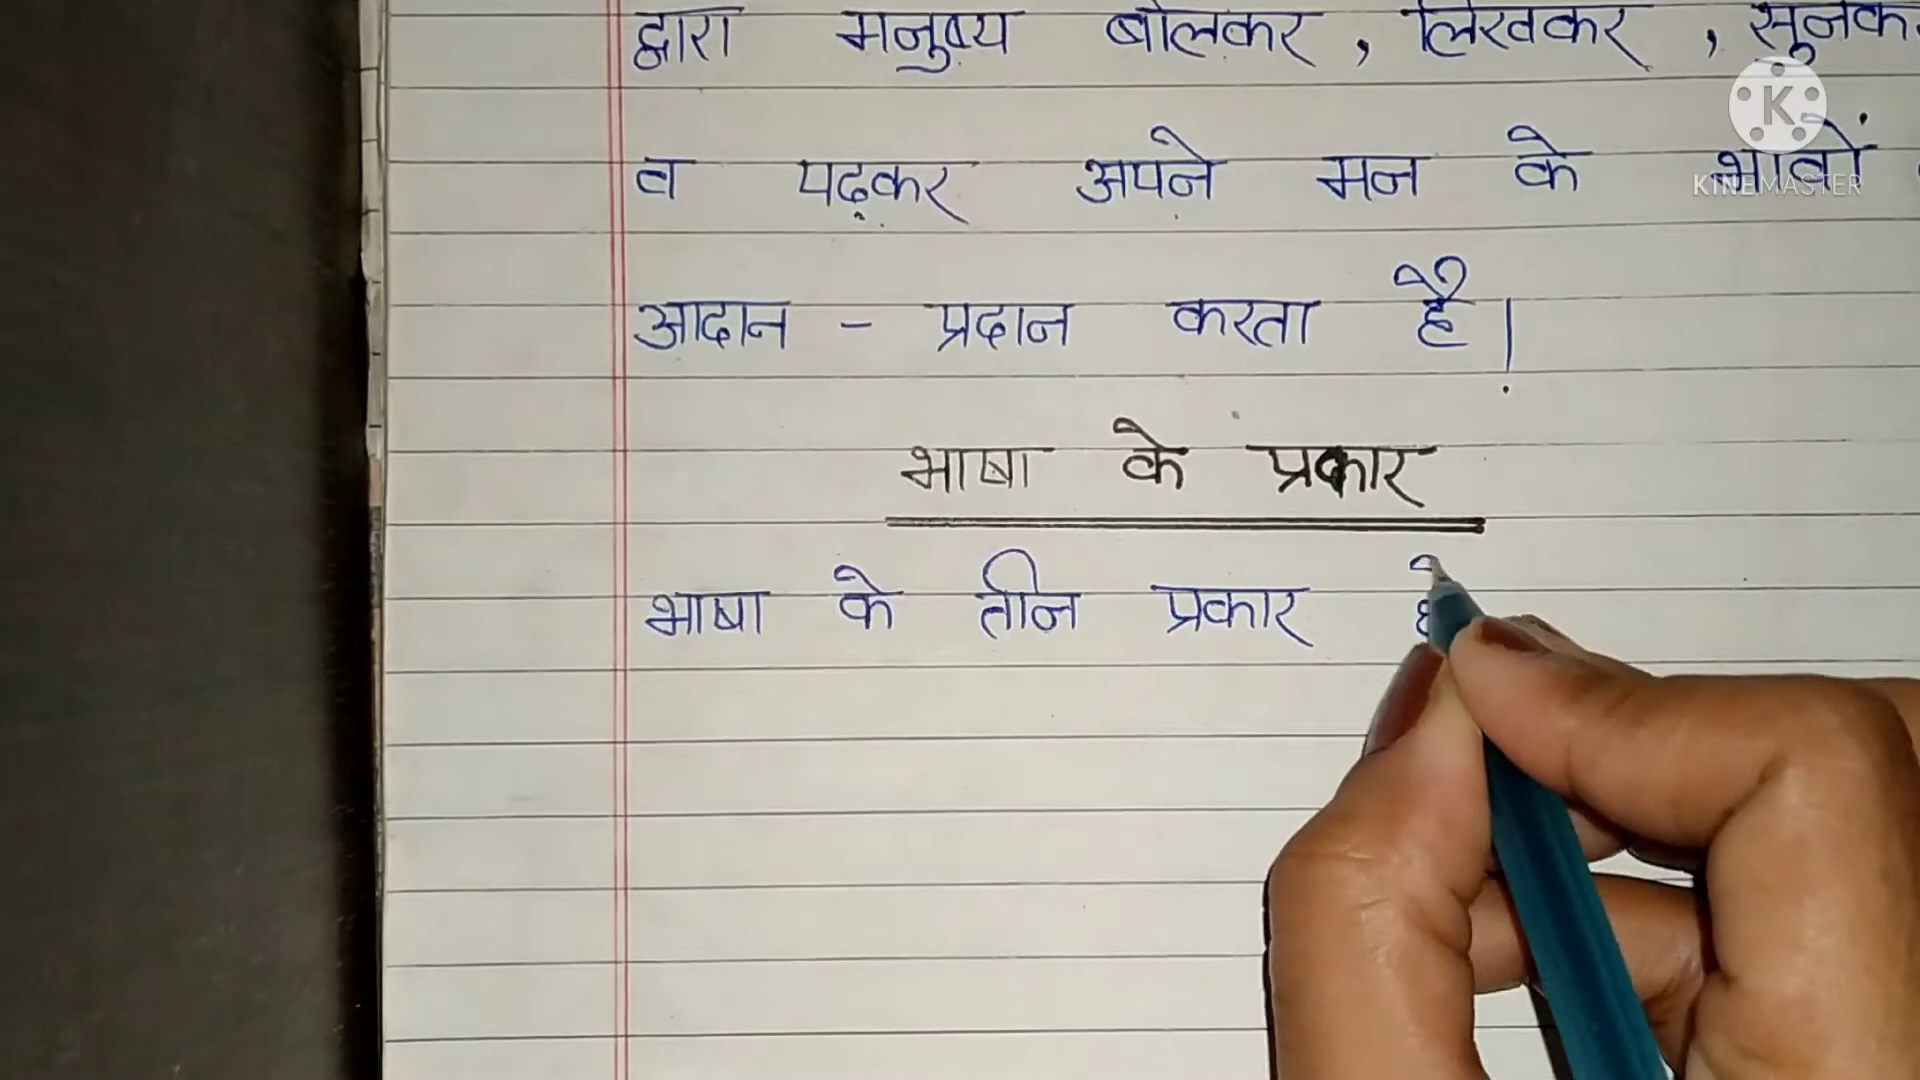 द्वारा मनुष्य बोलकर, लिखकर, सुनकर
व पढ़कर अपने मन के भावों
आदान - प्रदान करता है।
भाषा के प्रकार
भाषा के तीन प्रकार
K
KINEMASTER